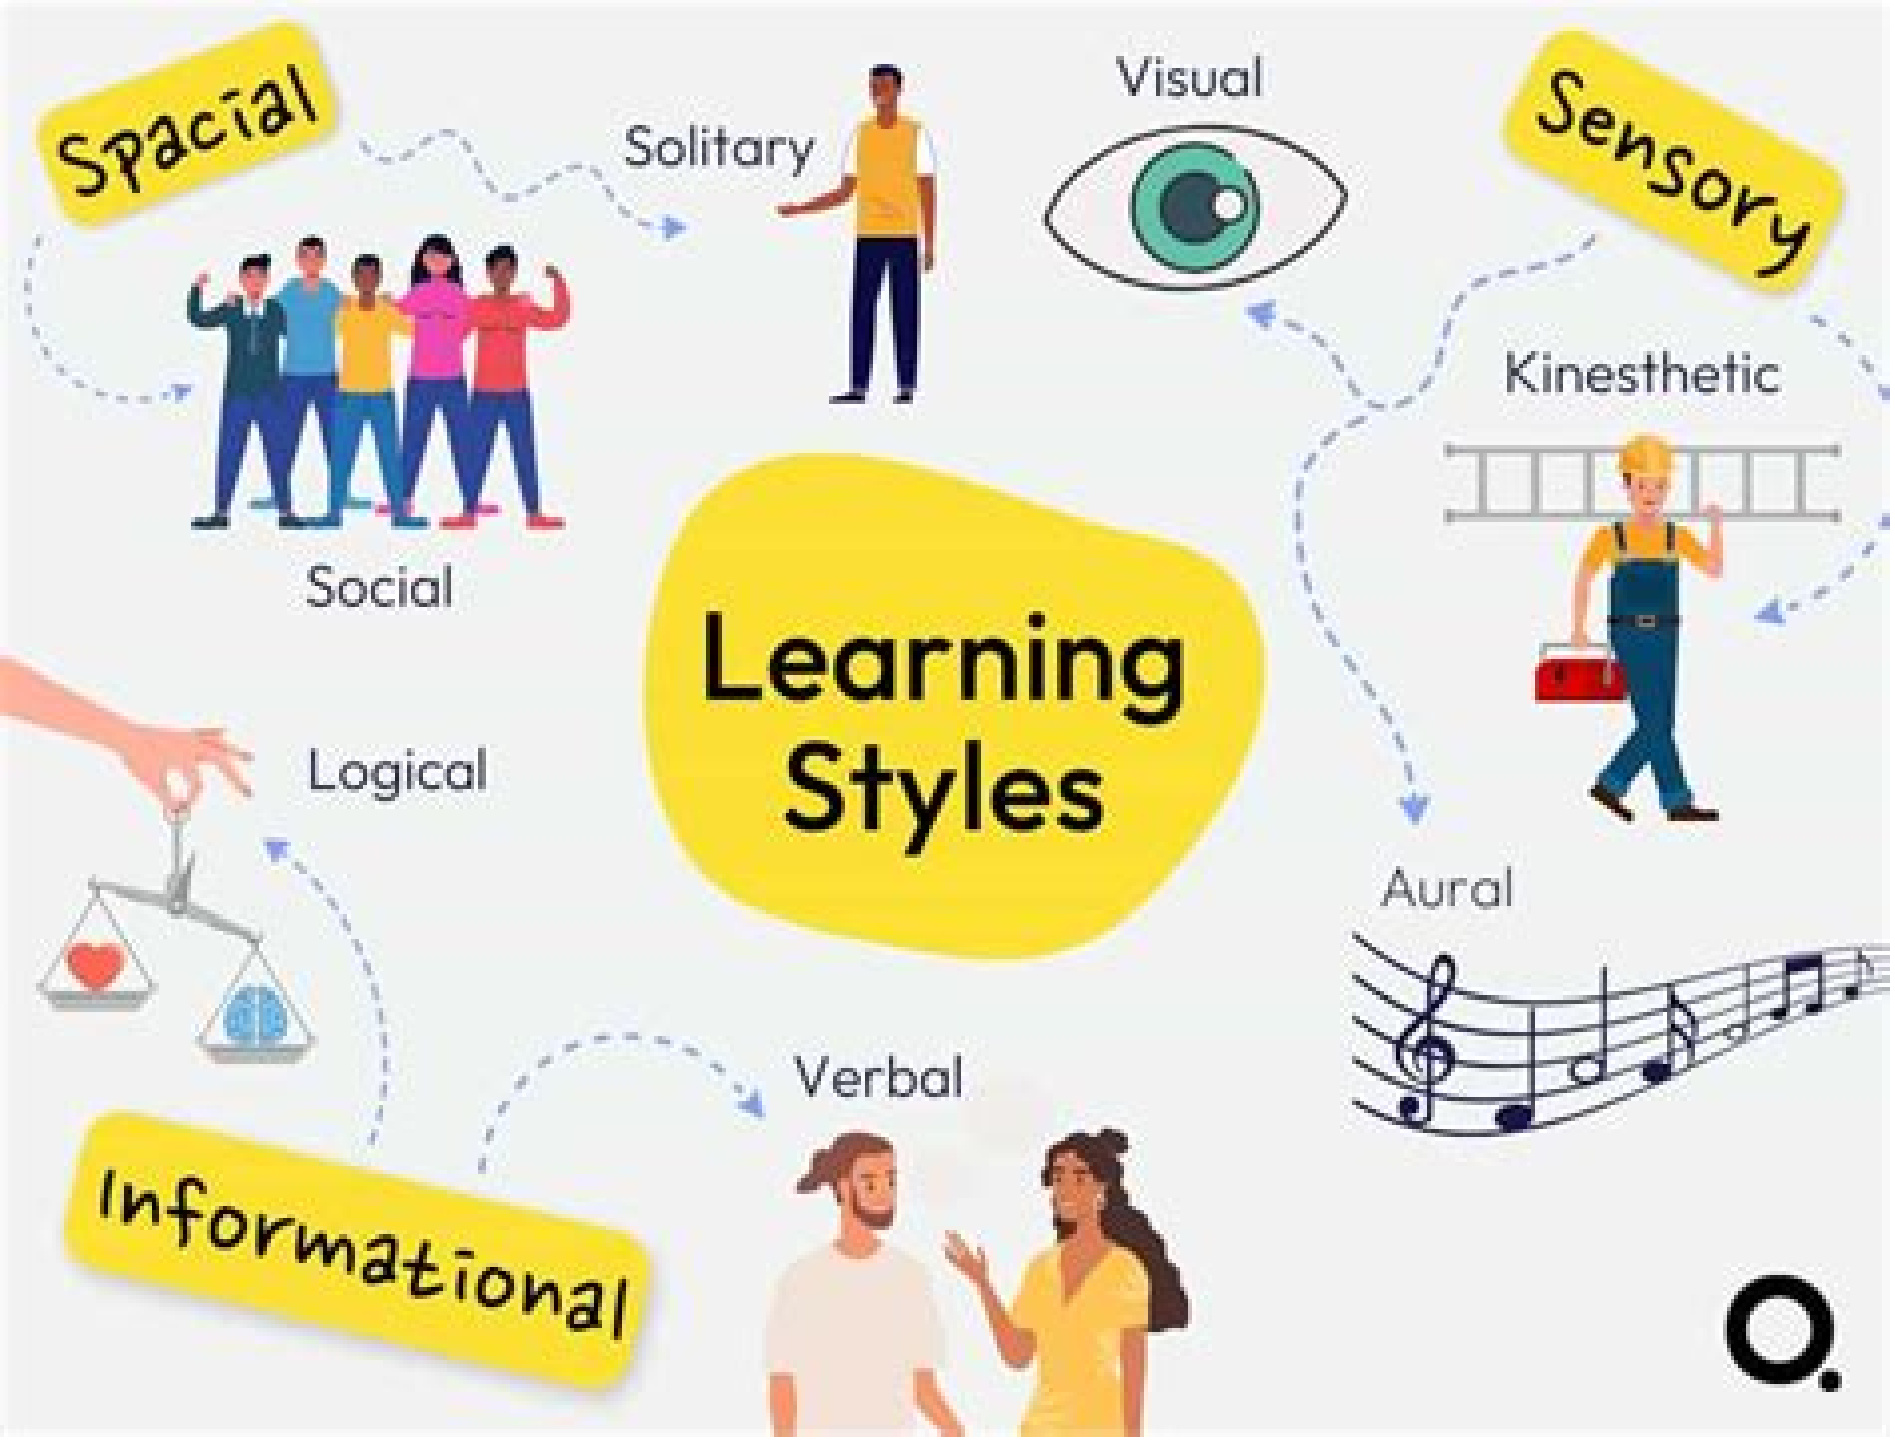 Spacial
Solitary
Visual
Sensory
Social
Kinesthetic
Learning
Styles
Logical
Aural
Verbal
Informational